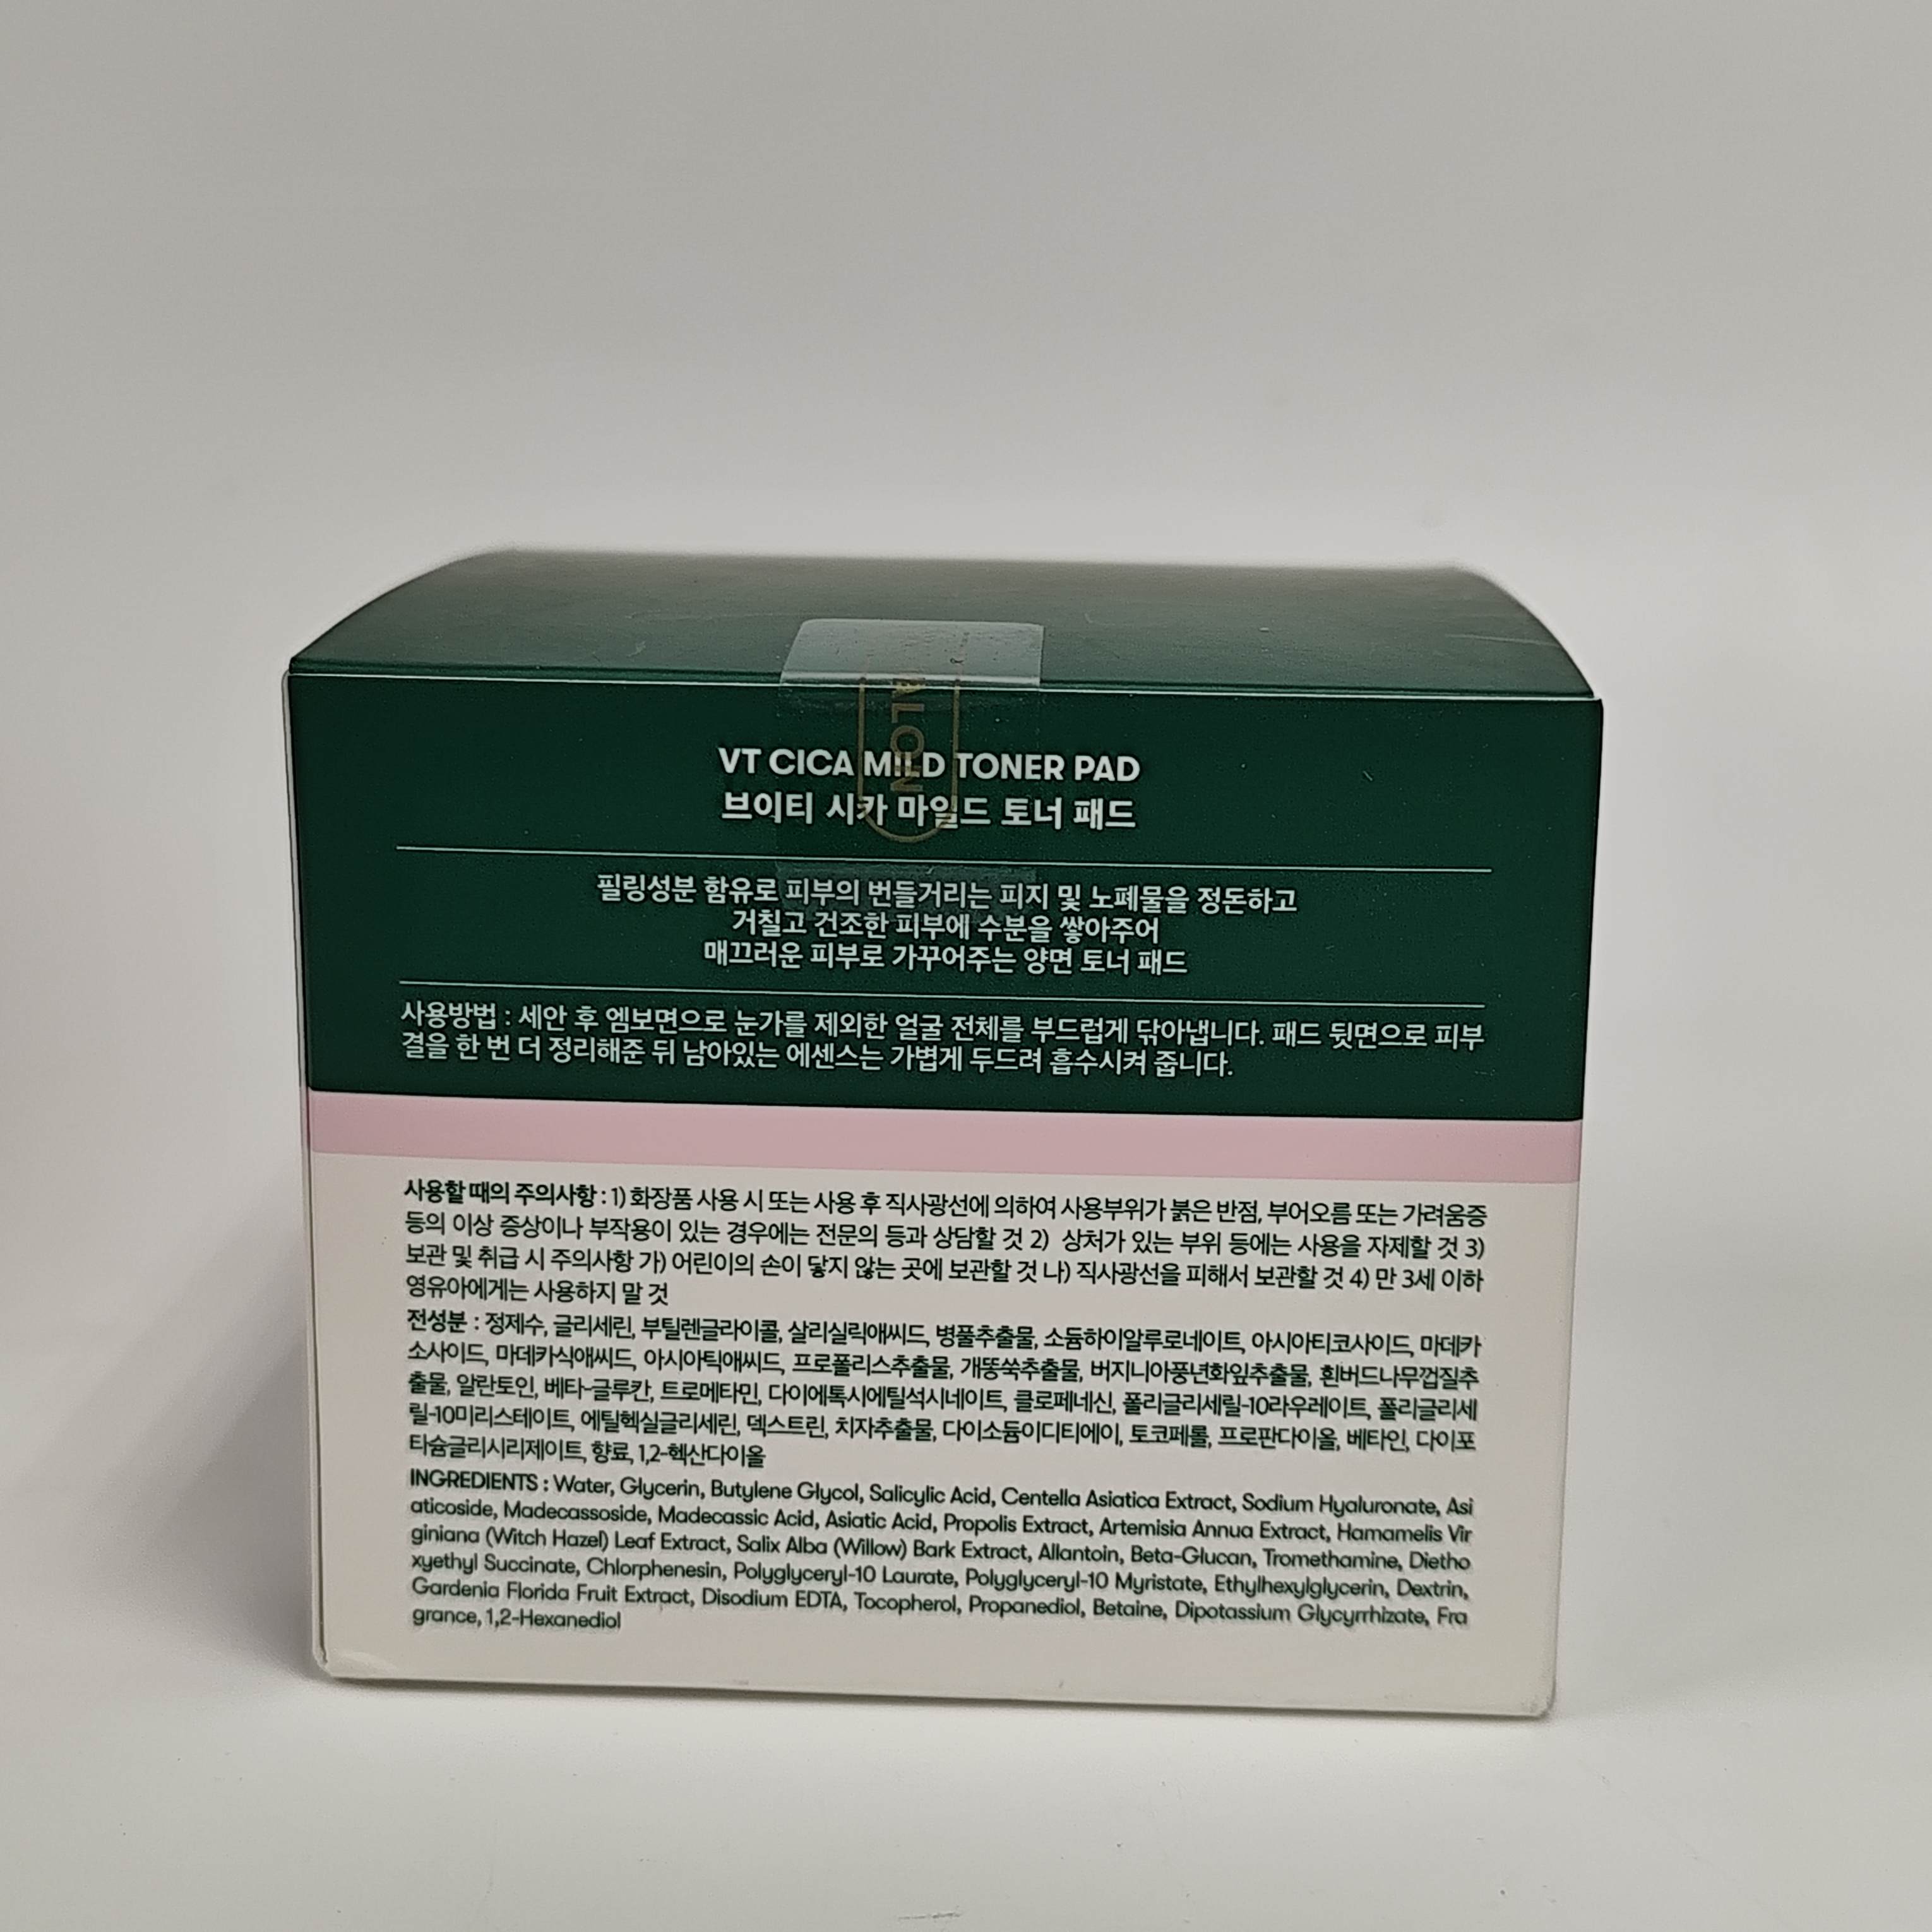 ALON
VT CICA MILD TONER PAD
브이티 시카 마일드 토너 패드
필링성분 함유로 피부의 번들거리는 피지 및 노폐물을 정돈하고
거칠고 건조한 피부에 수분을 쌓아주어
매끄러운 피부로 가꾸어주는 양면 토너 패드
사용방법 : 세안 후 엠보면으로 눈가를 제외한 얼굴 전체를 부드럽게 닦아냅니다. 패드 뒷면으로 피부
결을 한 번 더 정리해준 뒤 남아있는 에센스는 가볍게 두드려 흡수시켜 줍니다.
사용할 때의 주의사항 : 1) 화장품 사용 시 또는 사용 후 직사광선에 의하여 사용부위가 붉은 반점, 부어오름 또는 가려움증
등의 이상 증상이나 부작용이 있는 경우에는 전문의 등과 상담할 것 2) 상처가 있는 부위 등에는 사용을 자제할 것 3)
보관 및 취급 시 주의사항 가) 어린이의 손이 닿지 않는 곳에 보관할 것 나) 직사광선을 피해서 보관할 것 4) 만 3세 이하
영유아에게는 사용하지 말 것
전성분 : 정제수, 글리세린, 부틸렌글라이콜, 살리실릭애씨드, 병풀추출물, 소듐하이알루로네이트, 아시아티코사이드, 마데카
소사이드, 마데카식애씨드, 아시아틱애씨드, 프로폴리스추출물, 개똥쑥추출물, 버지니아풍년화잎추출물, 흰버드나무껍질추
출물, 알란토인, 베타-글루칸, 트로메타민, 다이에톡시에틸석시네이트, 클로페네신, 폴리글리세릴-10라우레이트, 폴리글리세
릴-10미리스테이트, 에틸헥실글리세린, 덱스트린, 치자추출물, 다이소듐이디티에이, 토코페롤, 프로판다이올, 베타인, 다이포
타슘글리시리제이트, 향료, 1,2-헥산다이올
INGREDIENTS : Water, Glycerin, Butylene Glycol, Salicylic Acid, Centella Asiatica Extract, Sodium Hyaluronate, Asi
aticoside, Madecassoside, Madecassic Acid, Asiatic Acid, Propolis Extract, Artemisia Annua Extract, Hamamelis Vir
giniana (Witch Hazel) Leaf Extract, Salix Alba (Willow) Bark Extract, Allantoin, Beta-Glucan, Tromethamine, Dietho
xyethyl Succinate, Chlorphenesin, Polyglyceryl-10 Laurate, Polyglyceryl-10 Myristate, Ethylhexylglycerin, Dextrin,
Gardenia Florida Fruit Extract, Disodium EDTA, Tocopherol, Propanediol, Betaine, Dipotassium Glycyrrhizate, Fra
grance, 1,2-Hexanediol